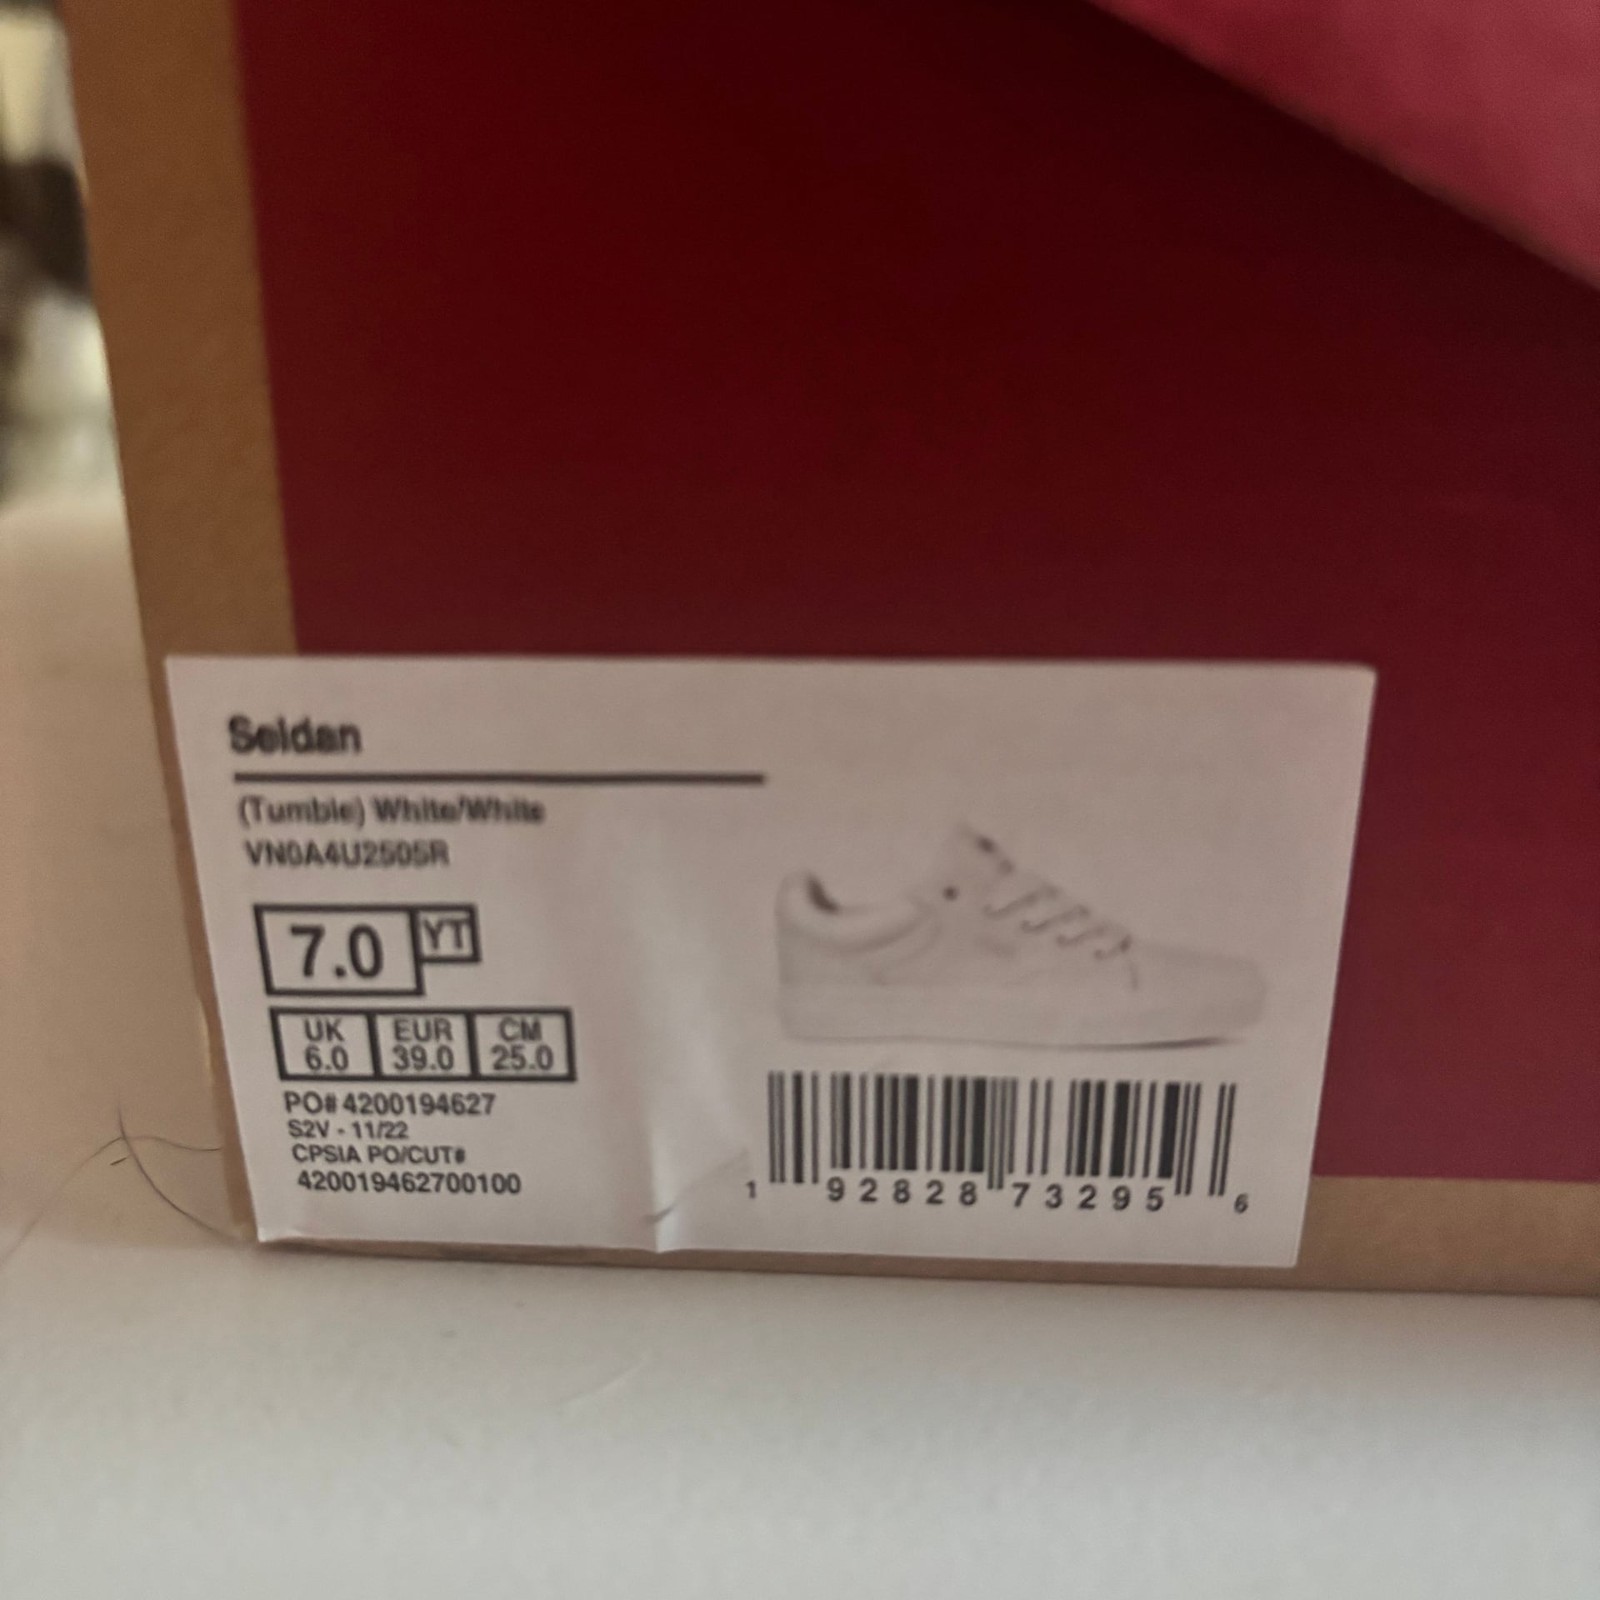 Seldan
(Tumble) White/White
VN0A4U2505R
7.0 YT
UK EUR CM
6.0 39.0 25.0
PO# 4200194627
S2V - 11/22
CPSIA PO/CUT#
420019462700100
1 92828 73295 6